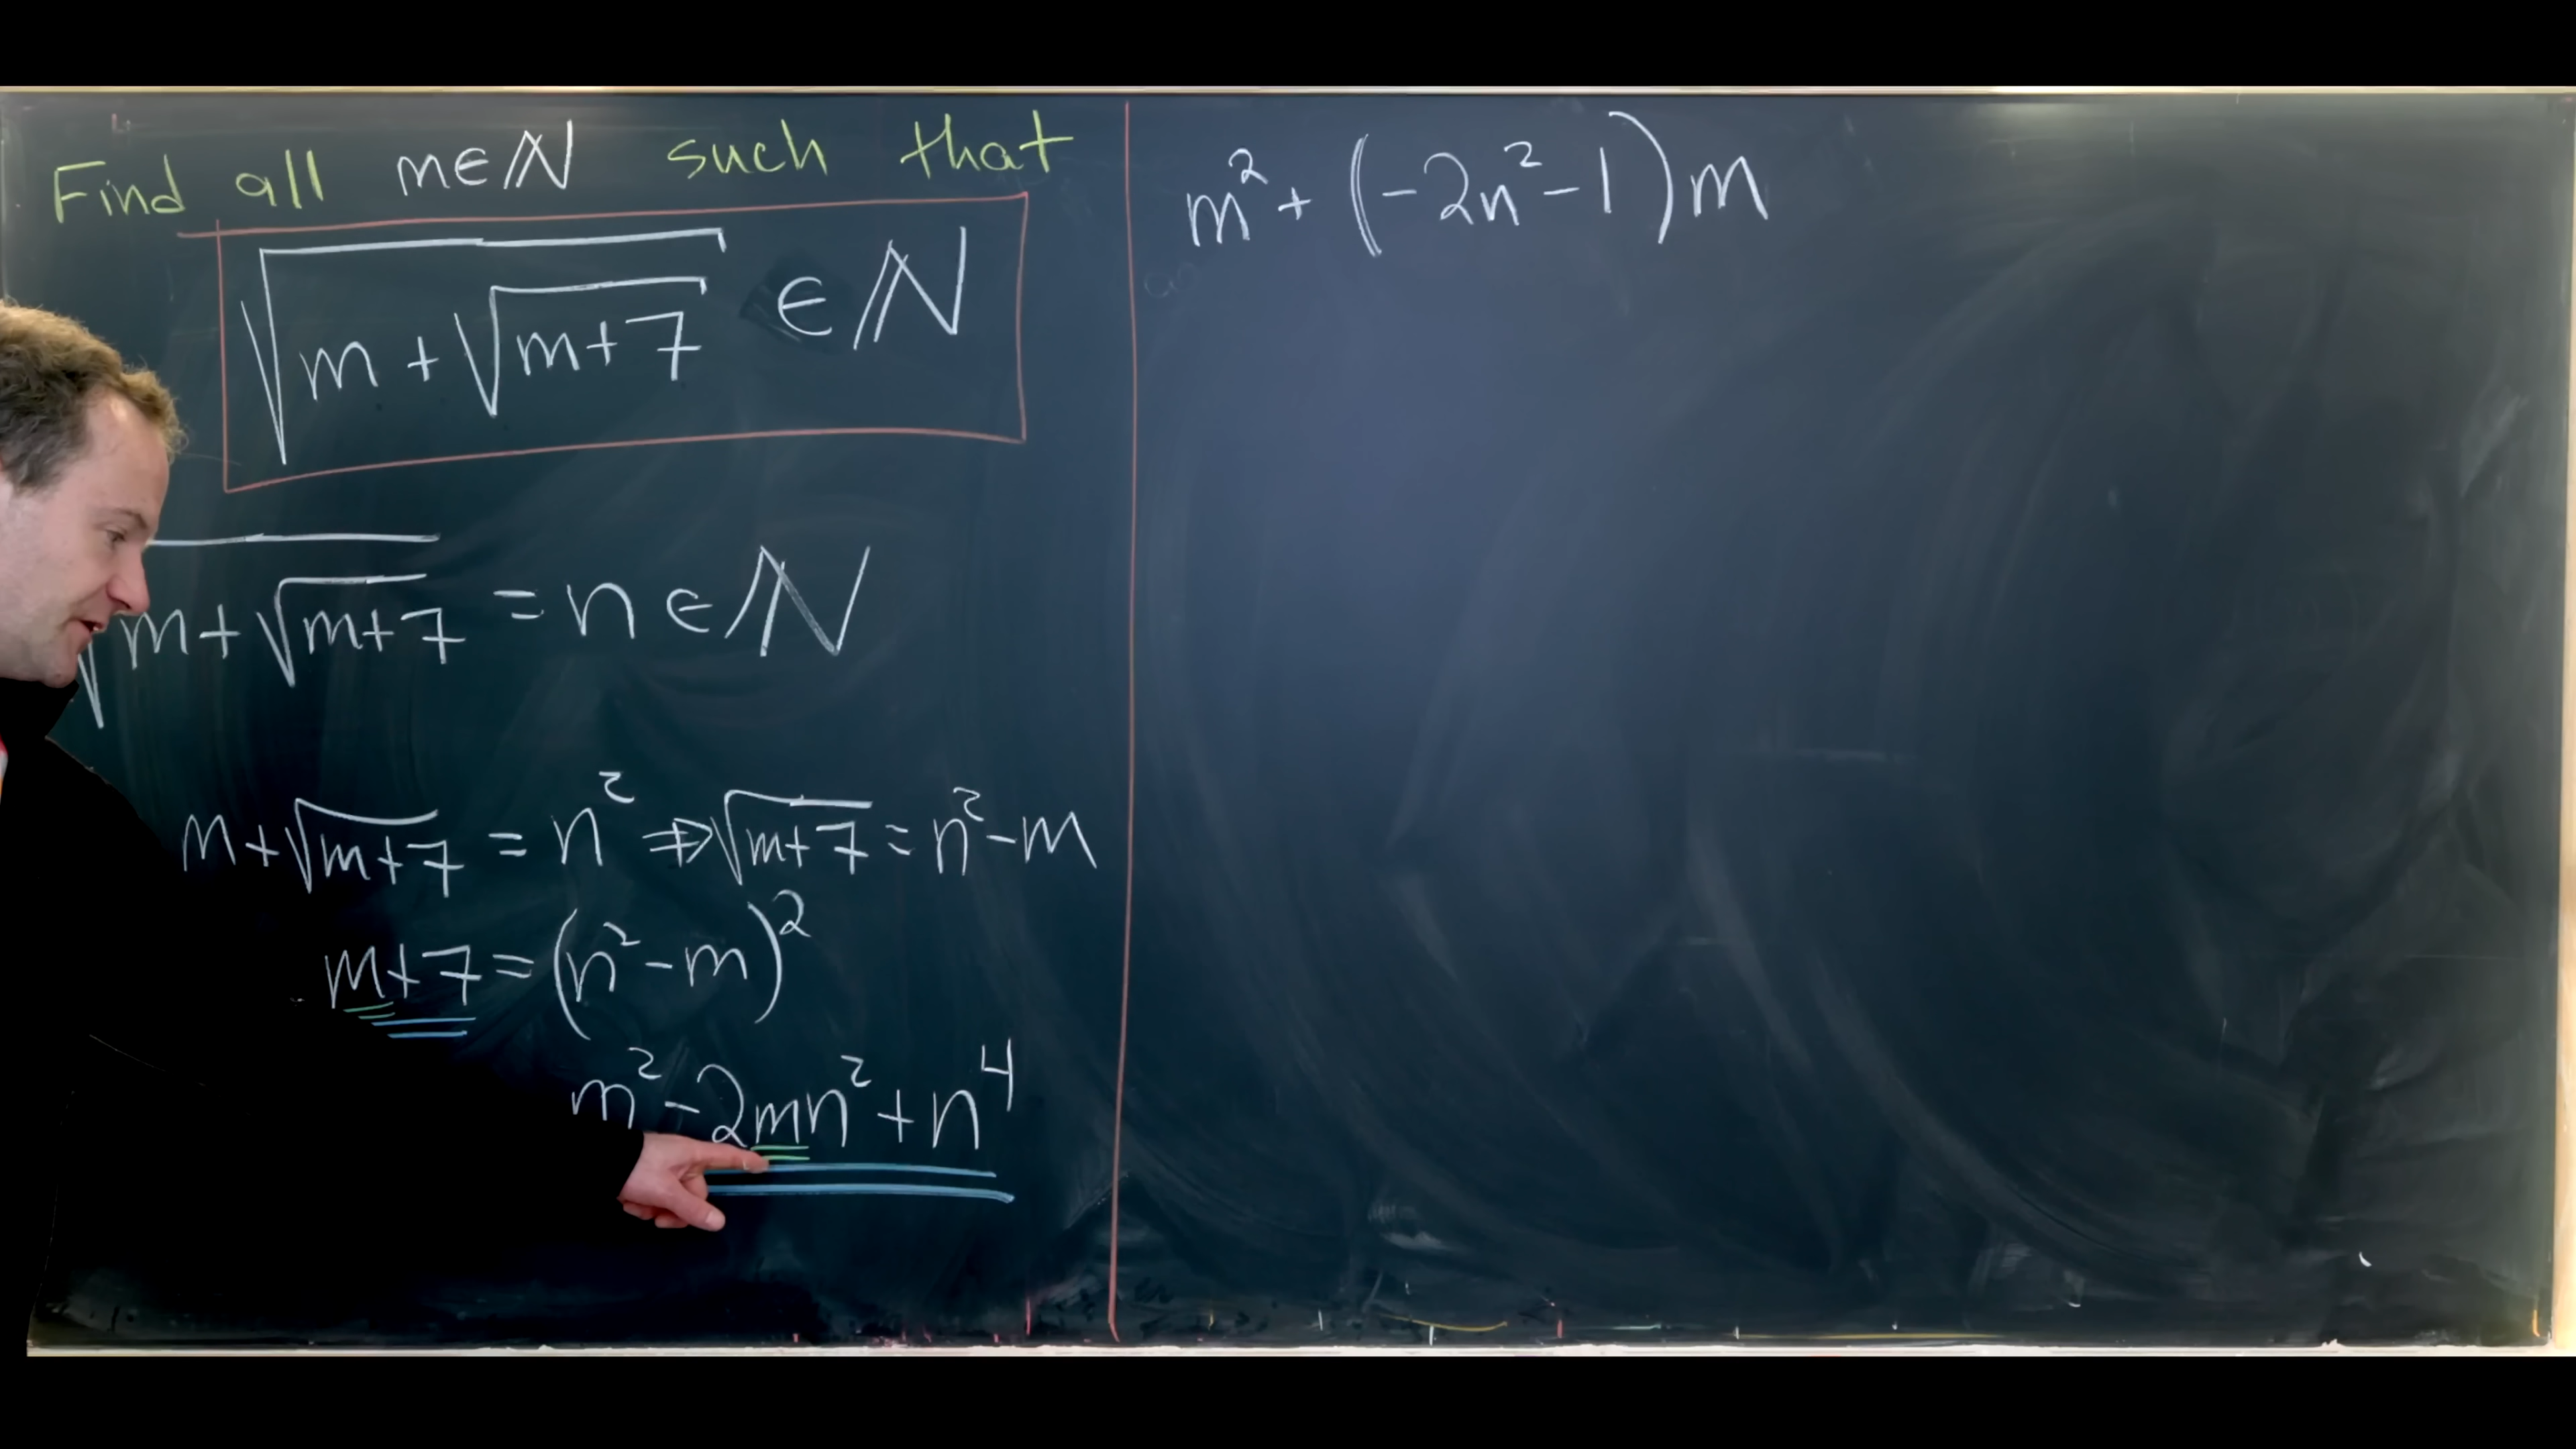 Find all m∈ℕ such that
√(m+√(m+7)) ∈ ℕ
√(m+√(m+7)) = n ∈ ℕ
m+√(m+7) = n² ⇒ √(m+7) = n²-m
m+7 = (n²-m)²
m²-2mn²+n⁴
m²+(-2n²-1)m